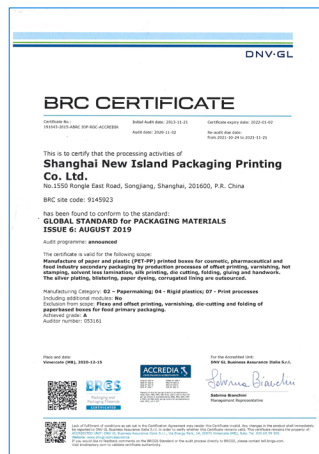 DNV·GL
BRC CERTIFICATE
Certificate No.: Initial Audit date: 2013-11-21 Certificate expiry date: 2022-01-02
Audit date: 2020-11-02 Re-audit due date:
This is to certify that the processing activities of
Shanghai New Island Packaging Printing
Co. Ltd.
No.1550 Rongle East Road, Songjiang, Shanghai, 201600, P.R. China
BRC site code: 9145923
has been found to conform to the standard:
GLOBAL STANDARD for PACKAGING MATERIALS
ISSUE 6: AUGUST 2019
Audit programme: announced
The certificate is valid for the following scope:
Manufacture of paper and plastic (PET-PP) printed boxes for cosmetic, pharmaceutical and
food industry secondary packaging by production processes of offset printing, varnishing, hot
stamping, solvent less lamination, silk printing, die cutting, folding, gluing and handwork.
The silver plating, blistering, paper dyeing, corrugated lining are outsourced.
Manufacturing Category: 02 – Papermaking; 04 - Rigid plastics; 07 - Print processes
Including additional modules: No
Exclusion from scope: Flexo and offset printing, varnishing, die-cutting and folding of
paperbased boxes for food primary packaging.
Achieved grade: A
Auditor number: 053161
Place and date:
Vimercate (MB), 2020-12-15
For the Accredited Unit:
DNV GL Business Assurance Italia S.r.l.
ACCREDIA
BRCGS
Packaging and
Packaging Materials
CERTIFICATED
Sabrina Bianchini
Management Representative